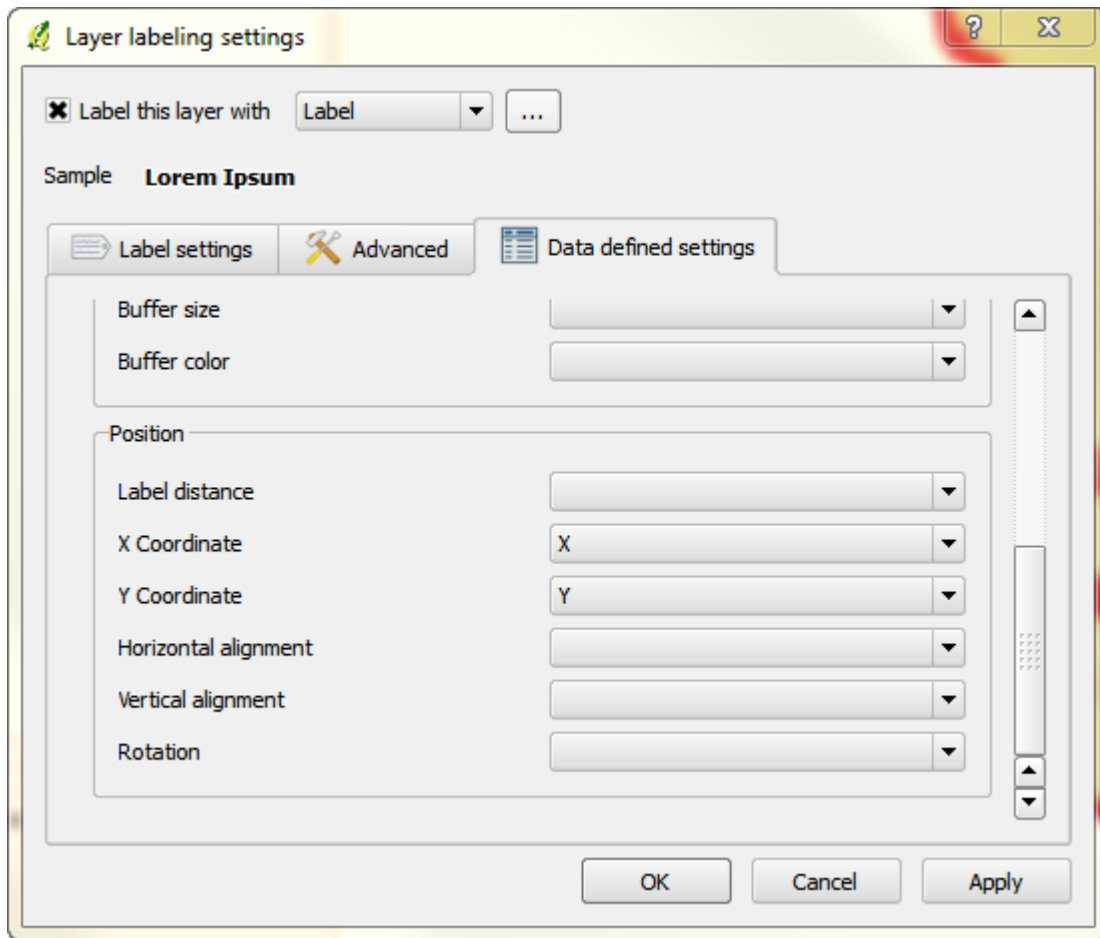 Layer labeling settings
Label this layer with Label ...
Sample Lorem Ipsum
Label settings Advanced Data defined settings
Buffer size
Buffer color
Position
Label distance
X Coordinate X
Y Coordinate Y
Horizontal alignment
Vertical alignment
Rotation
OK Cancel Apply